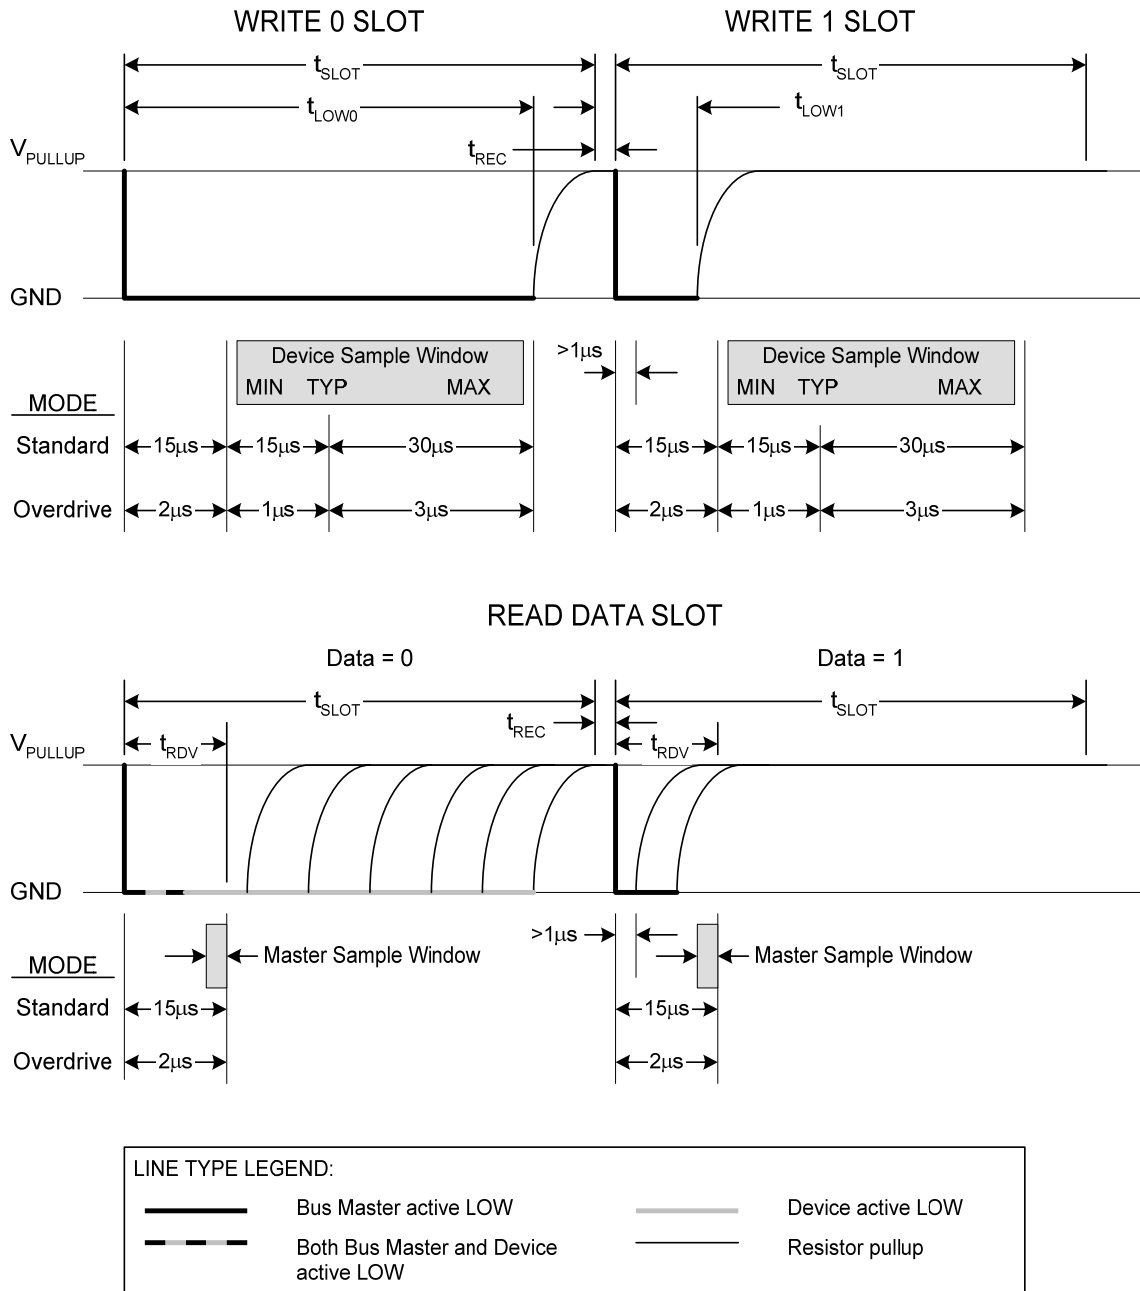 WRITE 0 SLOT WRITE 1 SLOT
tSLOT tSLOT
tLOW0 tLOW1
VPULLUP tREC
GND
Device Sample Window >1μs Device Sample Window
MIN TYP MAX MIN TYP MAX
MODE
Standard 15μs 15μs 30μs 15μs 15μs 30μs
Overdrive 2μs 1μs 3μs 2μs 1μs 3μs
READ DATA SLOT
Data = 0 Data = 1
tSLOT tSLOT
tREC
VPULLUP tRDV tRDV
GND
>1μs
Master Sample Window Master Sample Window
MODE
Standard 15μs 15μs
Overdrive 2μs 2μs
LINE TYPE LEGEND:
Bus Master active LOW Device active LOW
Both Bus Master and Device Resistor pullup
active LOW